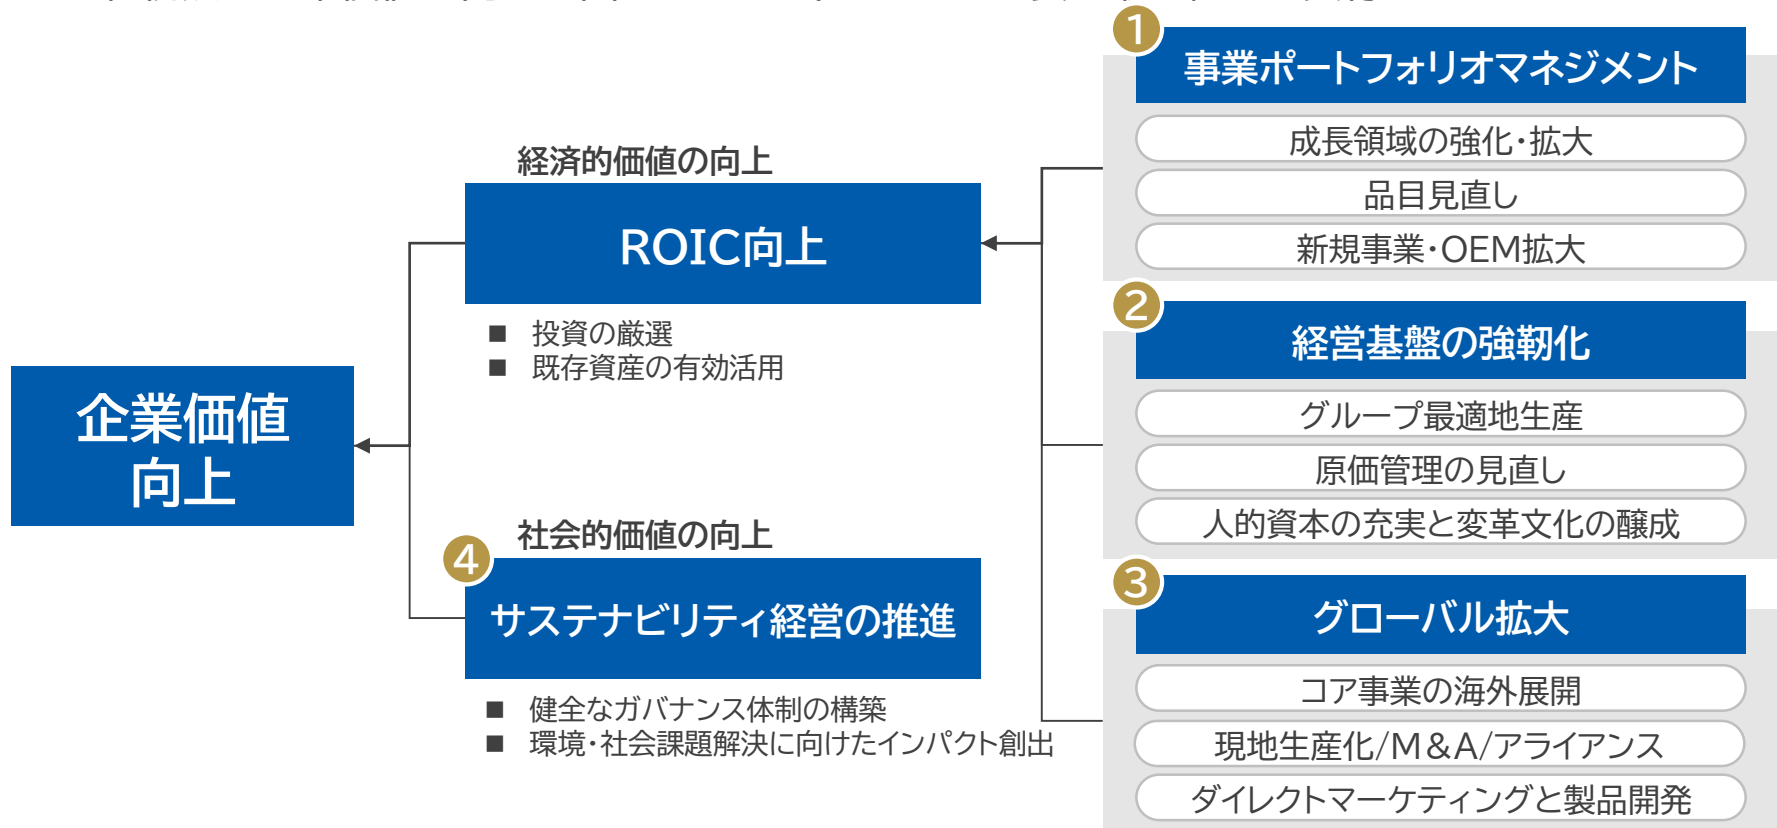 企業価値
向上
経済的価値の向上
ROIC向上
■ 投資の厳選
■ 既存資産の有効活用
社会的価値の向上
4
サステナビリティ経営の推進
■ 健全なガバナンス体制の構築
■ 環境・社会課題解決に向けたインパクト創出
1
事業ポートフォリオマネジメント
成長領域の強化・拡大
品目見直し
新規事業・OEM拡大
2
経営基盤の強靭化
グループ最適地生産
原価管理の見直し
人的資本の充実と変革文化の醸成
3
グローバル拡大
コア事業の海外展開
現地生産化/M&A/アライアンス
ダイレクトマーケティングと製品開発